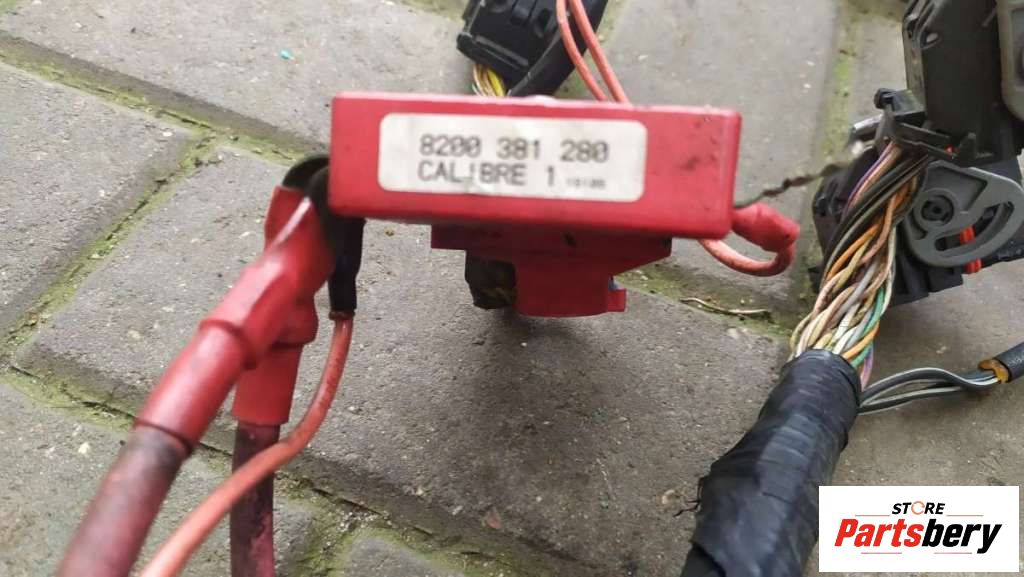 8200 381 280
CALIBRE 1
STORE
Partsbery